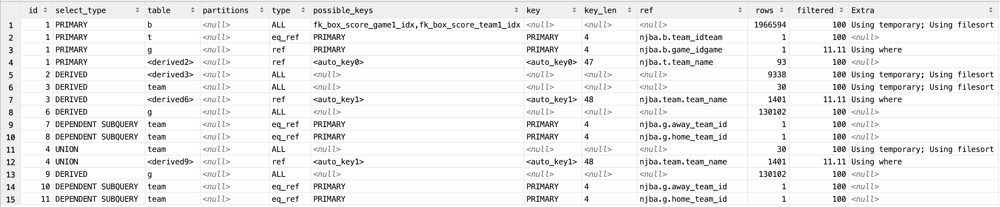 id select_type table partitions type possible_keys key key_len ref rows filtered Extra
1 1 PRIMARY b <null> ALL fk_box_score_game1_idx,fk_box_score_team1_idx <null> <null> <null> 1966594 100 Using temporary; Using filesort
2 1 PRIMARY t <null> eq_ref PRIMARY PRIMARY 4 njba.b.team_idteam 1 100 <null>
3 1 PRIMARY g <null> ref PRIMARY PRIMARY 4 njba.b.game_idgame 1 11.11 Using where
4 1 PRIMARY <derived2> <null> ref <auto_key0> <auto_key0> 47 njba.t.team_name 93 100 <null>
5 2 DERIVED <derived3> <null> ALL <null> <null> <null> <null> 9338 100 Using temporary; Using filesort
6 3 DERIVED team <null> ALL <null> <null> <null> <null> 30 100 Using temporary; Using filesort
7 3 DERIVED <derived6> <null> ref <auto_key1> <auto_key1> 48 njba.team.team_name 1401 11.11 Using where
8 6 DERIVED g <null> ALL <null> <null> <null> <null> 130102 100 <null>
9 7 DEPENDENT SUBQUERY team <null> eq_ref PRIMARY PRIMARY 4 njba.g.away_team_id 1 100 <null>
10 8 DEPENDENT SUBQUERY team <null> eq_ref PRIMARY PRIMARY 4 njba.g.home_team_id 1 100 <null>
11 4 UNION team <null> ALL <null> <null> <null> <null> 30 100 Using temporary; Using filesort
12 4 UNION <derived9> <null> ref <auto_key1> <auto_key1> 48 njba.team.team_name 1401 11.11 Using where
13 9 DERIVED g <null> ALL <null> <null> <null> <null> 130102 100 <null>
14 10 DEPENDENT SUBQUERY team <null> eq_ref PRIMARY PRIMARY 4 njba.g.away_team_id 1 100 <null>
15 11 DEPENDENT SUBQUERY team <null> eq_ref PRIMARY PRIMARY 4 njba.g.home_team_id 1 100 <null>